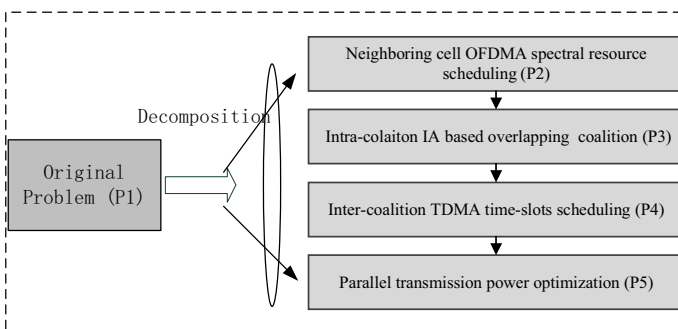 Neighboring cell OFDMA spectral resource
scheduling (P2)
Decomposition
Intra-colaiton IA based overlapping coalition (P3)
Original
Problem (P1)
Inter-coalition TDMA time-slots scheduling (P4)
Parallel transmission power optimization (P5)